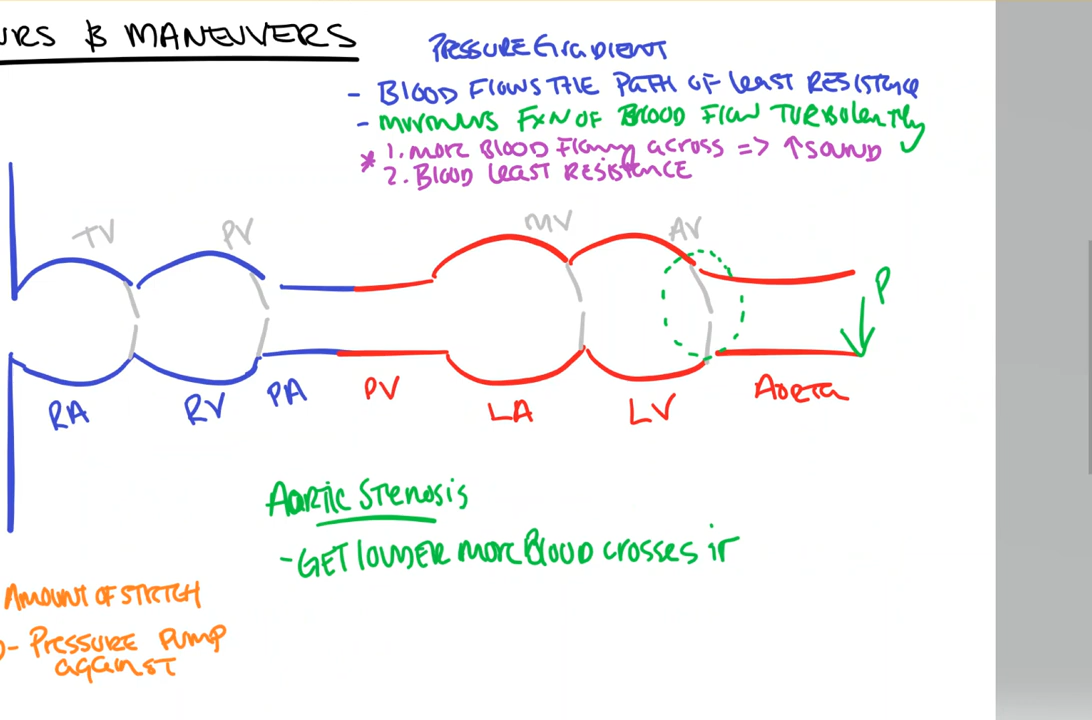 URS & MANEUVERS
PRESSURE GradIENT
- BLOOD FLOWS THE PATH OF least RESISTENCE
- MURMURS FXN OF BLOOD FlOW TURBulENTly
* 1. MORE BLOOD Flowing across => ↑SOUND
2. Blood least RESISTENCE
TV PV MV AV
P
RA RV PA PV LA LV AORTA
Aortic Stenosis
- GET LOUDER more Blood crosses it
AMOUNT OF STRETCH
- PRESSURE PUMP
against